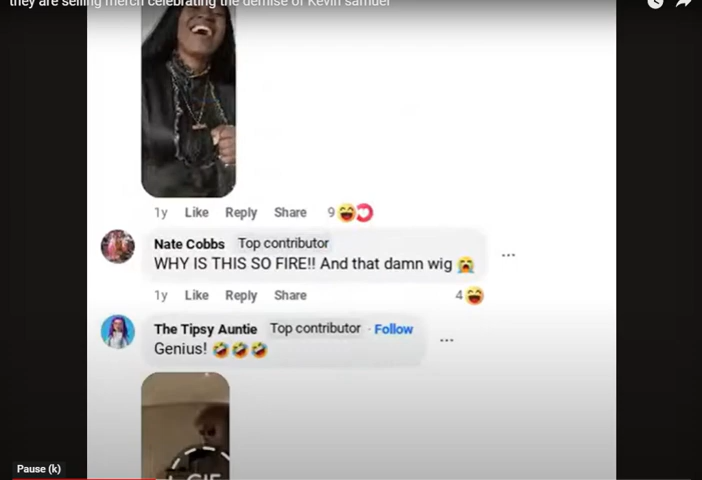 they are selling merch celebrating the demise of Kevin samuel
1y Like Reply Share 9
Nate Cobbs Top contributor
WHY IS THIS SO FIRE!! And that damn wig 😭
1y Like Reply Share 4
The Tipsy Auntie Top contributor · Follow
Genius! 🤣🤣🤣
GIF
Pause (k)